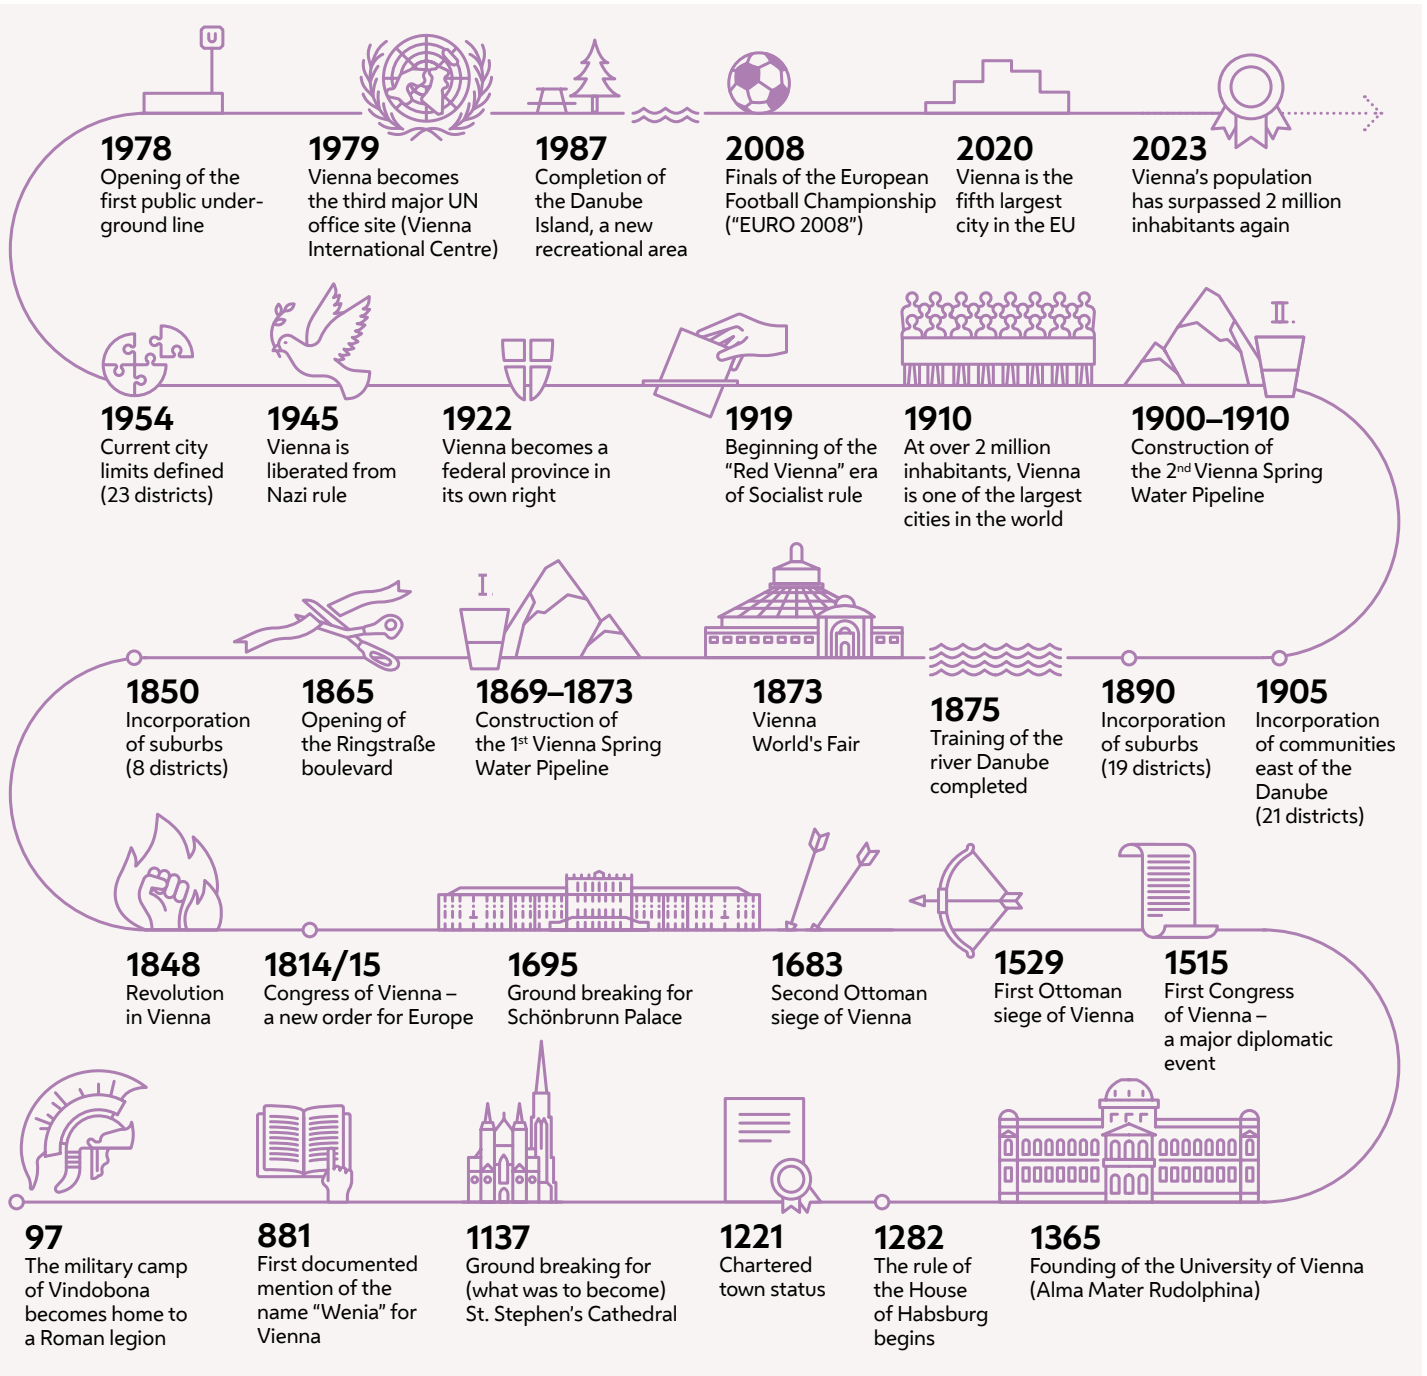 U
1978
Opening of the
first public under-
ground line
1979
Vienna becomes
the third major UN
office site (Vienna
International Centre)
1987
Completion of
the Danube
Island, a new
recreational area
2008
Finals of the European
Football Championship
(“EURO 2008”)
2020
Vienna is the
fifth largest
city in the EU
2023
Vienna’s population
has surpassed 2 million
inhabitants again
1954
Current city
limits defined
(23 districts)
1945
Vienna is
liberated from
Nazi rule
1922
Vienna becomes a
federal province in
its own right
1919
Beginning of the
“Red Vienna” era
of Socialist rule
1910
At over 2 million
inhabitants, Vienna
is one of the largest
cities in the world
II.
1900–1910
Construction of
the 2nd Vienna Spring
Water Pipeline
1850
Incorporation
of suburbs
(8 districts)
1865
Opening of
the Ringstraße
boulevard
I.
1869–1873
Construction of
the 1st Vienna Spring
Water Pipeline
1873
Vienna
World's Fair
1875
Training of the
river Danube
completed
1890
Incorporation
of suburbs
(19 districts)
1905
Incorporation
of communities
east of the
Danube
(21 districts)
1848
Revolution
in Vienna
1814/15
Congress of Vienna –
a new order for Europe
1695
Ground breaking for
Schönbrunn Palace
1683
Second Ottoman
siege of Vienna
1529
First Ottoman
siege of Vienna
1515
First Congress
of Vienna –
a major diplomatic
event
97
The military camp
of Vindobona
becomes home to
a Roman legion
881
First documented
mention of the
name “Wenia” for
Vienna
1137
Ground breaking for
(what was to become)
St. Stephen’s Cathedral
1221
Chartered
town status
1282
The rule of
the House
of Habsburg
begins
1365
Founding of the University of Vienna
(Alma Mater Rudolphina)